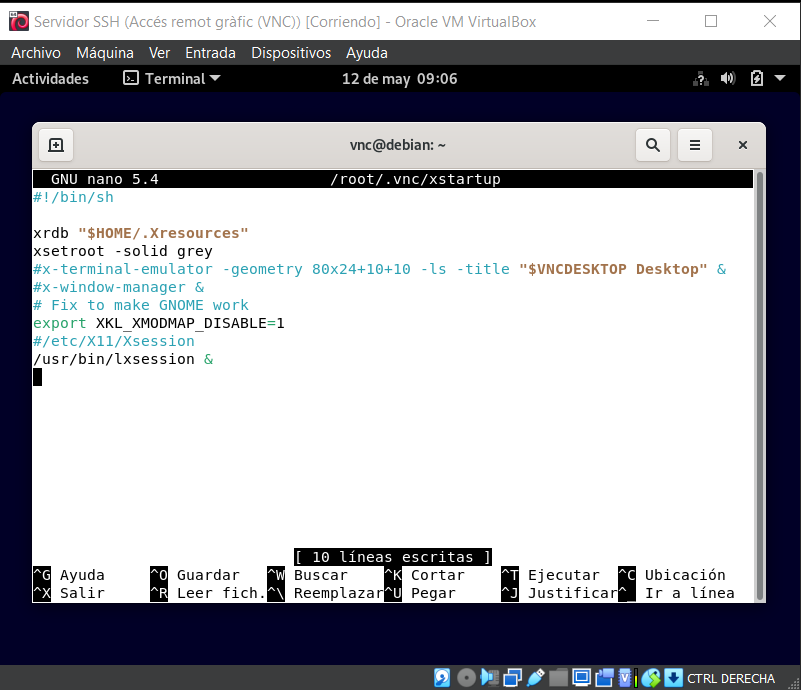 Servidor SSH (Accés remot gràfic (VNC)) [Corriendo] - Oracle VM VirtualBox
Archivo Máquina Ver Entrada Dispositivos Ayuda
Actividades Terminal 12 de may 09:06
vnc@debian: ~
GNU nano 5.4 /root/.vnc/xstartup
#!/bin/sh
xrdb "$HOME/.Xresources"
xsetroot -solid grey
#x-terminal-emulator -geometry 80x24+10+10 -ls -title "$VNCDESKTOP Desktop" &
#x-window-manager &
# Fix to make GNOME work
export XKL_XMODMAP_DISABLE=1
#/etc/X11/Xsession
/usr/bin/lxsession &
[ 10 líneas escritas ]
^G Ayuda ^O Guardar ^W Buscar ^K Cortar ^T Ejecutar ^C Ubicación
^X Salir ^R Leer fich. ^\ Reemplazar ^U Pegar ^J Justificar ^_ Ir a línea
CTRL DERECHA